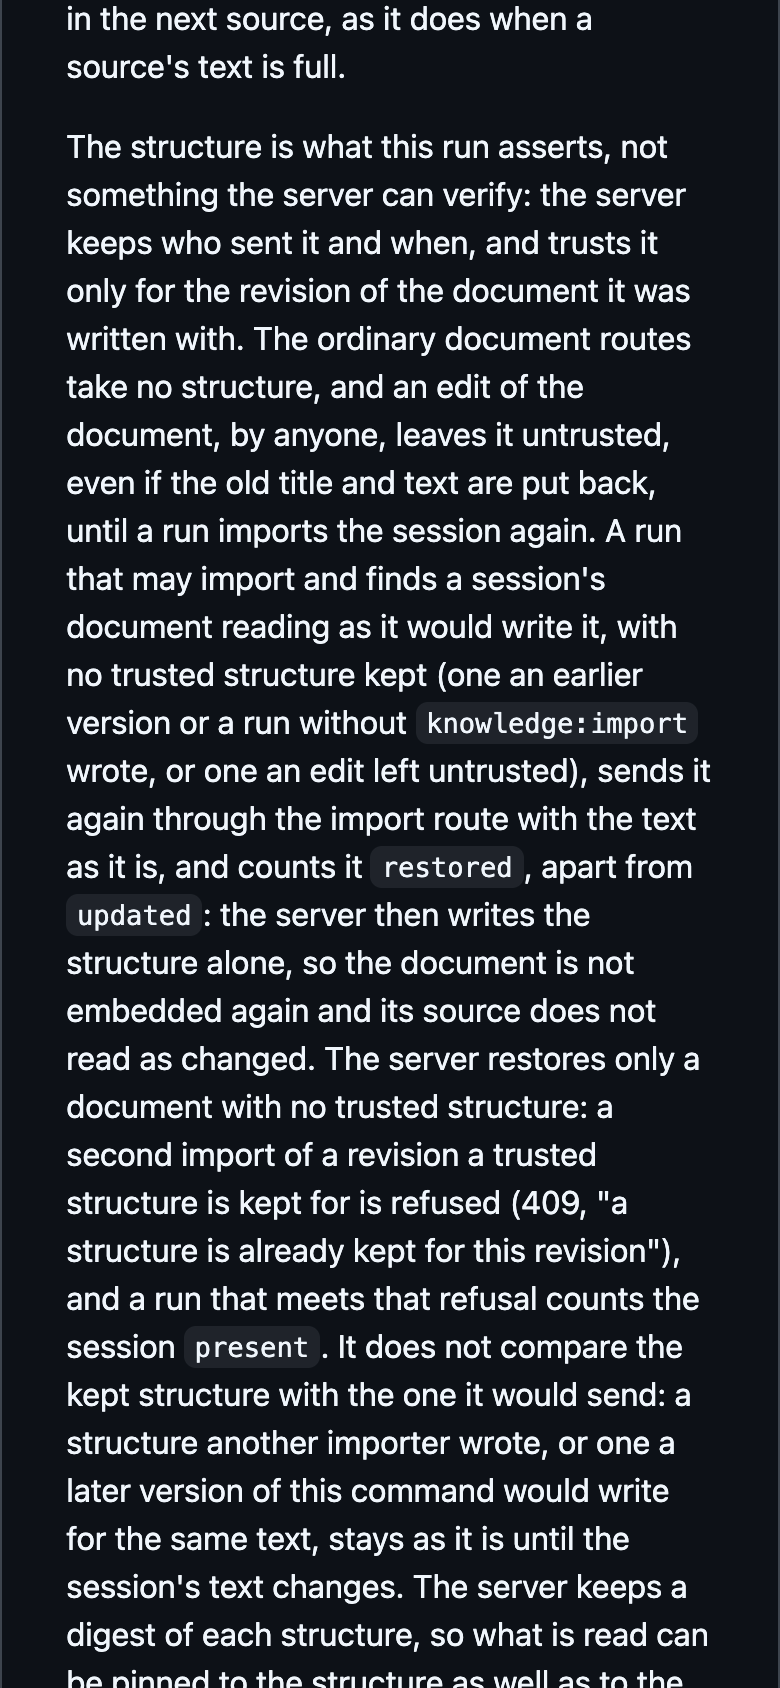 in the next source, as it does when a
source's text is full.
The structure is what this run asserts, not
something the server can verify: the server
keeps who sent it and when, and trusts it
only for the revision of the document it was
written with. The ordinary document routes
take no structure, and an edit of the
document, by anyone, leaves it untrusted,
even if the old title and text are put back,
until a run imports the session again. A run
that may import and finds a session's
document reading as it would write it, with
no trusted structure kept (one an earlier
version or a run without knowledge:import
wrote, or one an edit left untrusted), sends it
again through the import route with the text
as it is, and counts it restored, apart from
updated: the server then writes the
structure alone, so the document is not
embedded again and its source does not
read as changed. The server restores only a
document with no trusted structure: a
second import of a revision a trusted
structure is kept for is refused (409, "a
structure is already kept for this revision"),
and a run that meets that refusal counts the
session present. It does not compare the
kept structure with the one it would send: a
structure another importer wrote, or one a
later version of this command would write
for the same text, stays as it is until the
session's text changes. The server keeps a
digest of each structure, so what is read can
be pinned to the structure as well as to the